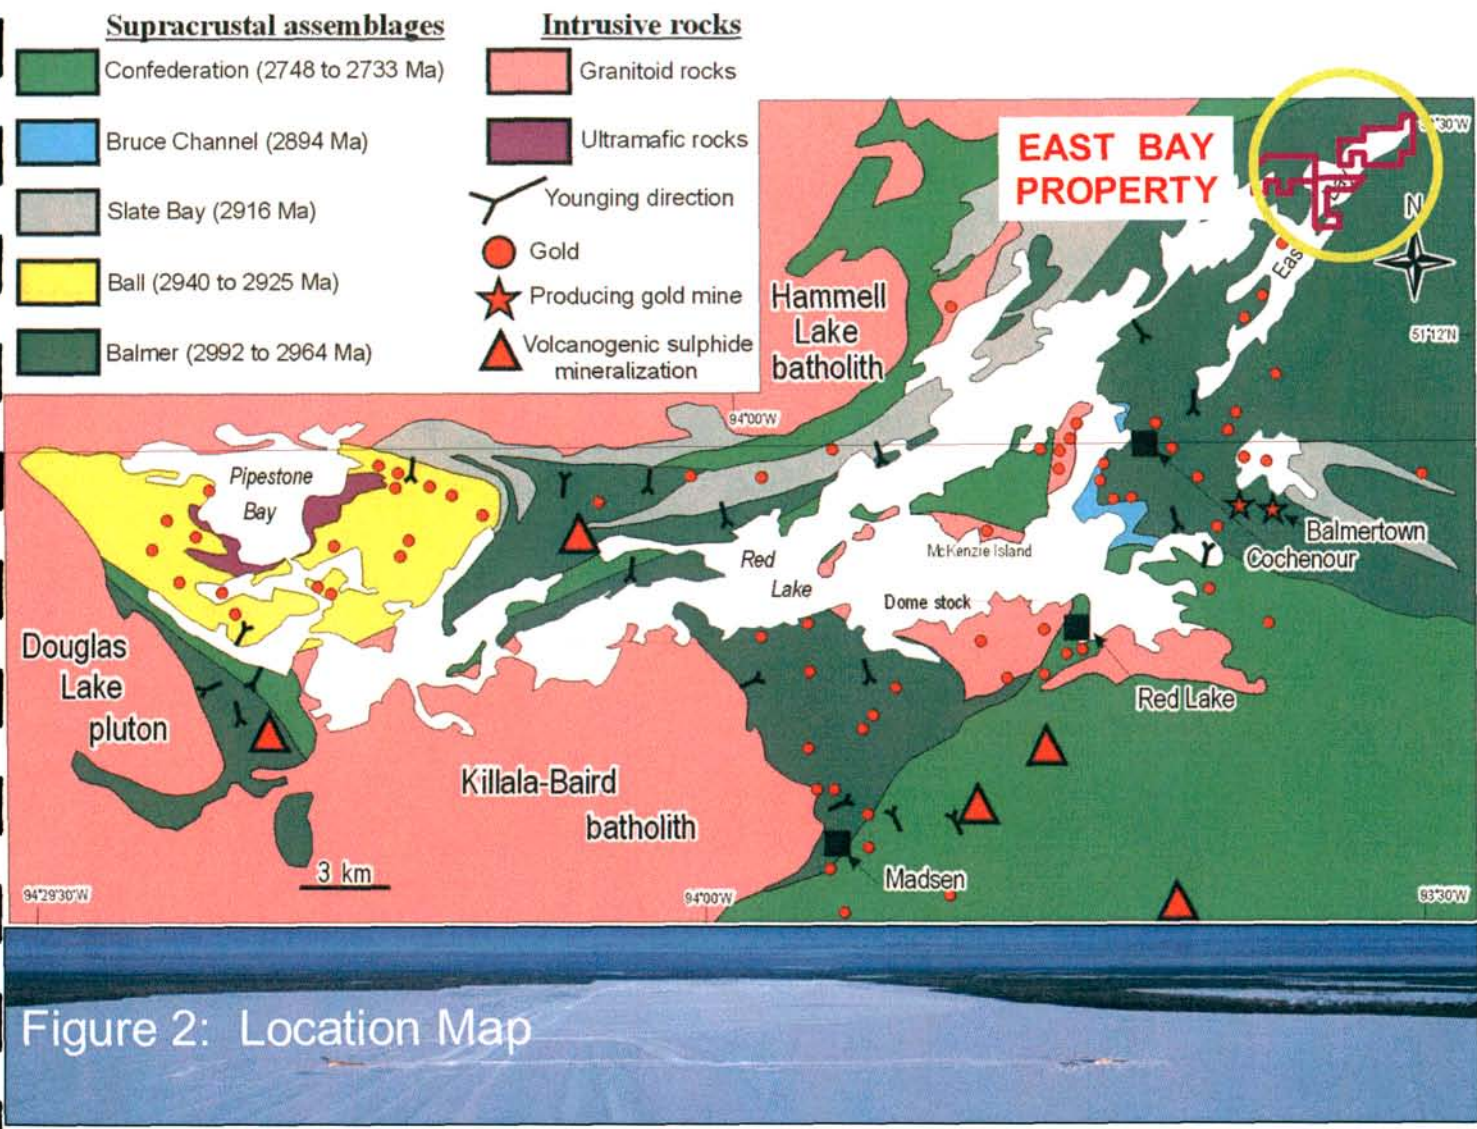 Supracrustal assemblages
Confederation (2748 to 2733 Ma)
Bruce Channel (2894 Ma)
Slate Bay (2916 Ma)
Ball (2940 to 2925 Ma)
Balmer (2992 to 2964 Ma)
Intrusive rocks
Granitoid rocks
Ultramafic rocks
Younging direction
Gold
Producing gold mine
Volcanogenic sulphide
mineralization
EAST BAY
PROPERTY
30'W
N
Eas
51°12'N
Hammell
Lake
batholith
94°00'W
Pipestone
Bay
Red
Lake
McKenzie Island
Balmertown
Cochenour
Dome stock
Douglas
Lake
pluton
Red Lake
Killala-Baird
batholith
3 km
Madsen
94°29'30"W
94°00'W
93°30'W
Figure 2: Location Map